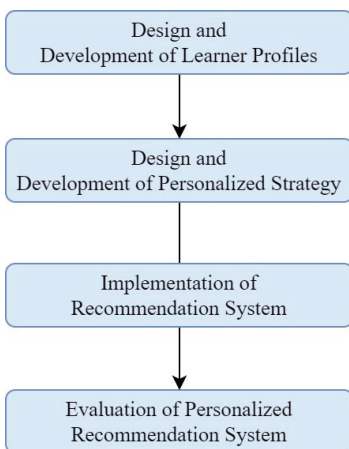 Design and
Development of Learner Profiles
Design and
Development of Personalized Strategy
Implementation of
Recommendation System
Evaluation of Personalized
Recommendation System